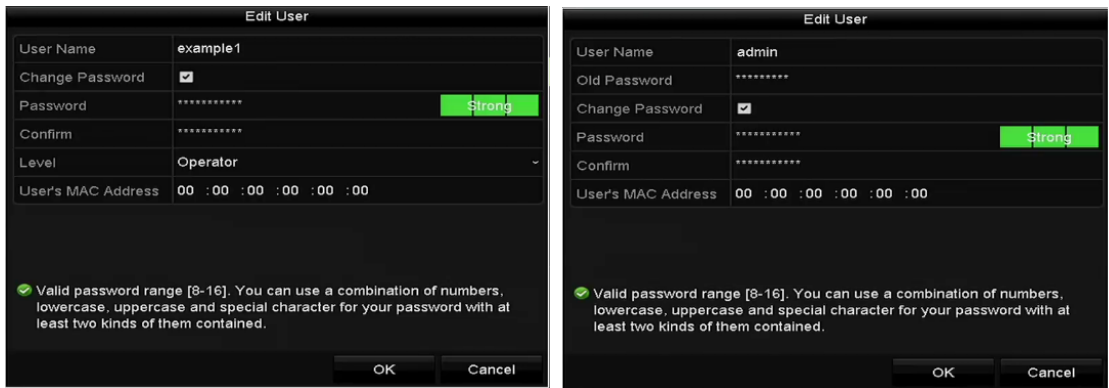 Edit User
User Name example1
Change Password
Password *********** Strong
Confirm ***********
Level Operator
User's MAC Address 00 :00 :00 :00 :00 :00
Valid password range [8-16]. You can use a combination of numbers,
lowercase, uppercase and special character for your password with at
least two kinds of them contained.
OK Cancel
Edit User
User Name admin
Old Password *********
Change Password
Password *********** Strong
Confirm ***********
User's MAC Address 00 :00 :00 :00 :00 :00
Valid password range [8-16]. You can use a combination of numbers,
lowercase, uppercase and special character for your password with at
least two kinds of them contained.
OK Cancel